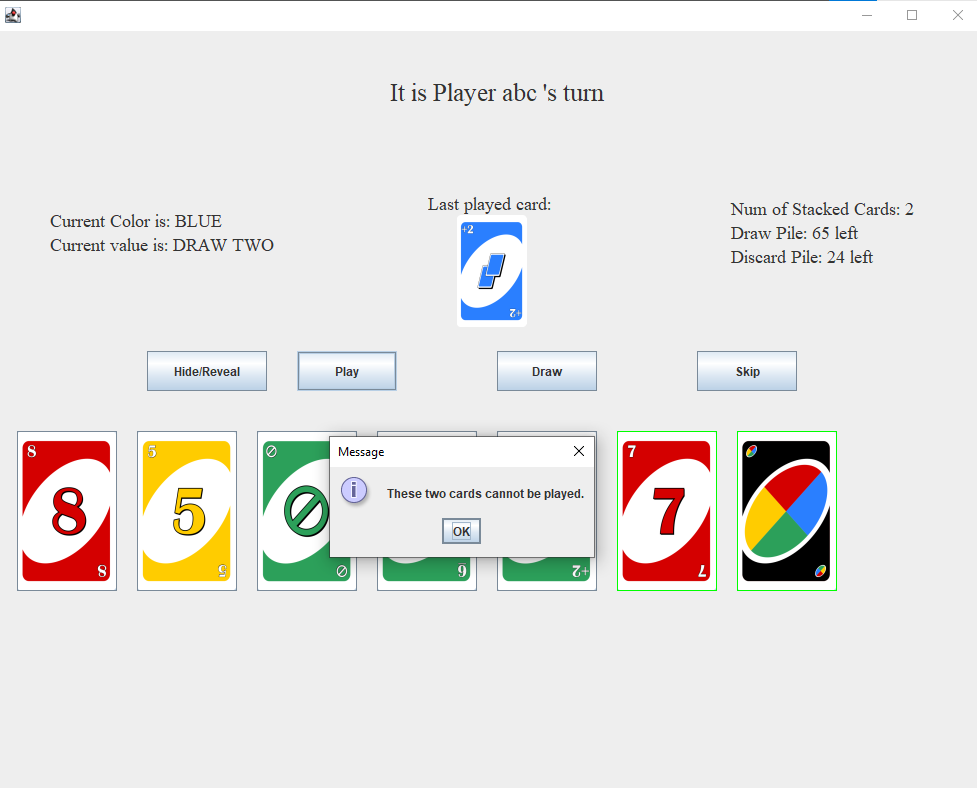 It is Player abc 's turn
Current Color is: BLUE
Current value is: DRAW TWO
Last played card:
+2
+2
Num of Stacked Cards: 2
Draw Pile: 65 left
Discard Pile: 24 left
Hide/Reveal
Play
Draw
Skip
8
8
8
5
5
5
6
+2
7
7
7
Message
These two cards cannot be played.
OK